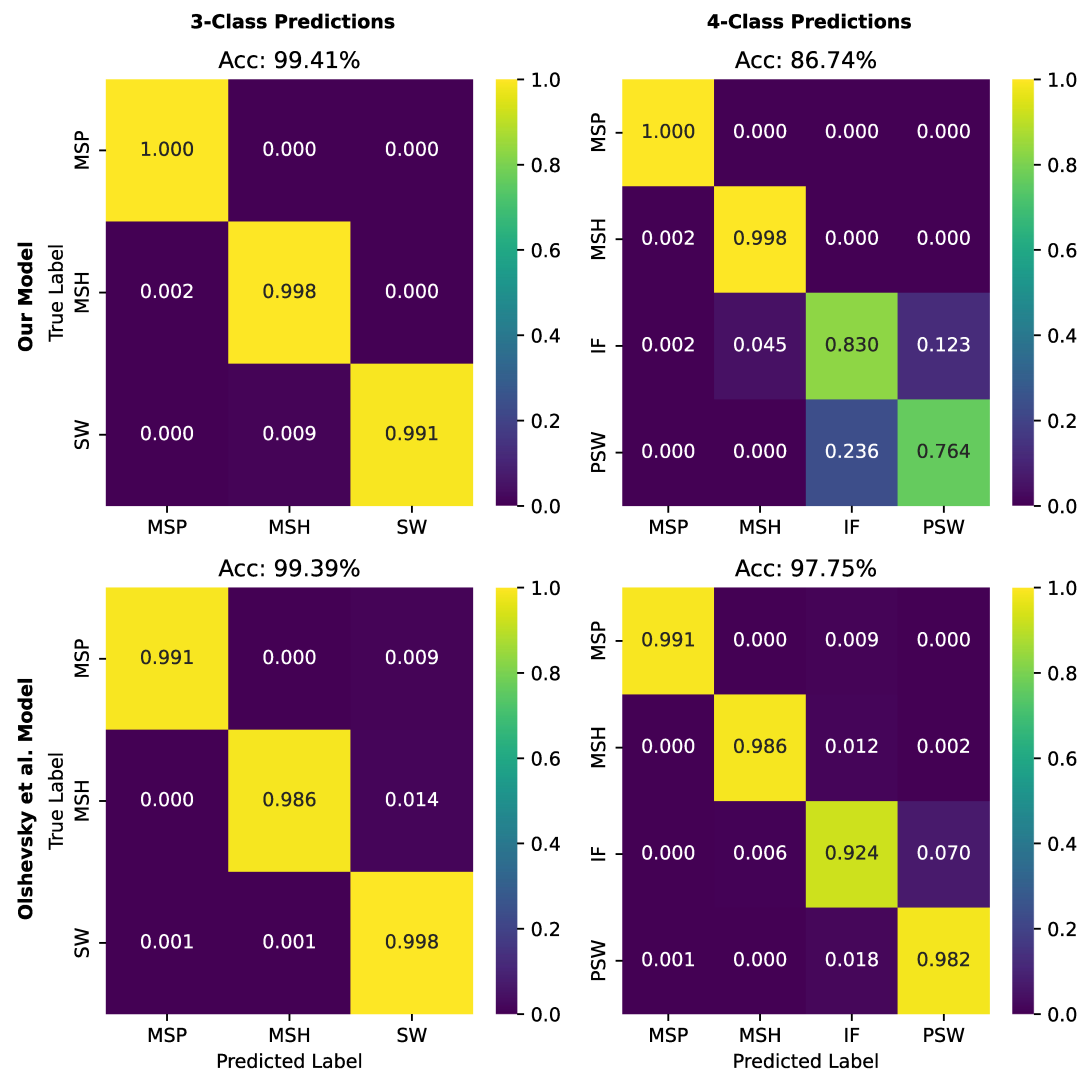 3-Class Predictions 4-Class Predictions
Acc: 99.41% Acc: 86.74%
Our Model
True Label
MSP 1.000 0.000 0.000
MSH 0.002 0.998 0.000
SW 0.000 0.009 0.991
MSP MSH SW
1.0
0.8
0.6
0.4
0.2
0.0
MSP 1.000 0.000 0.000 0.000
MSH 0.002 0.998 0.000 0.000
IF 0.002 0.045 0.830 0.123
PSW 0.000 0.000 0.236 0.764
MSP MSH IF PSW
1.0
0.8
0.6
0.4
0.2
0.0
Acc: 99.39% Acc: 97.75%
Olshevsky et al. Model
True Label
MSP 0.991 0.000 0.009
MSH 0.000 0.986 0.014
SW 0.001 0.001 0.998
MSP MSH SW
Predicted Label
1.0
0.8
0.6
0.4
0.2
0.0
MSP 0.991 0.000 0.009 0.000
MSH 0.000 0.986 0.012 0.002
IF 0.000 0.006 0.924 0.070
PSW 0.001 0.000 0.018 0.982
MSP MSH IF PSW
Predicted Label
1.0
0.8
0.6
0.4
0.2
0.0